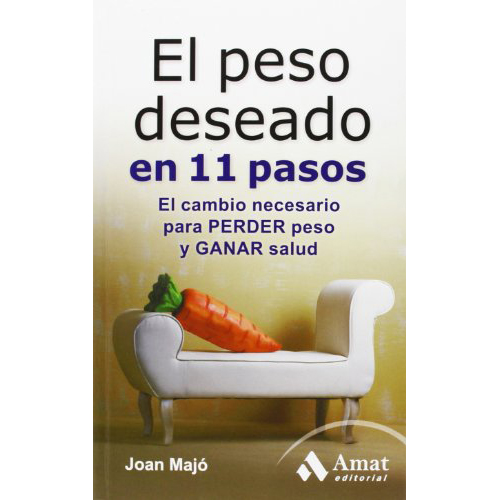 El peso
deseado
en 11 pasos
El cambio necesario
para PERDER peso
y GANAR salud
Joan Majó
Amat
editorial